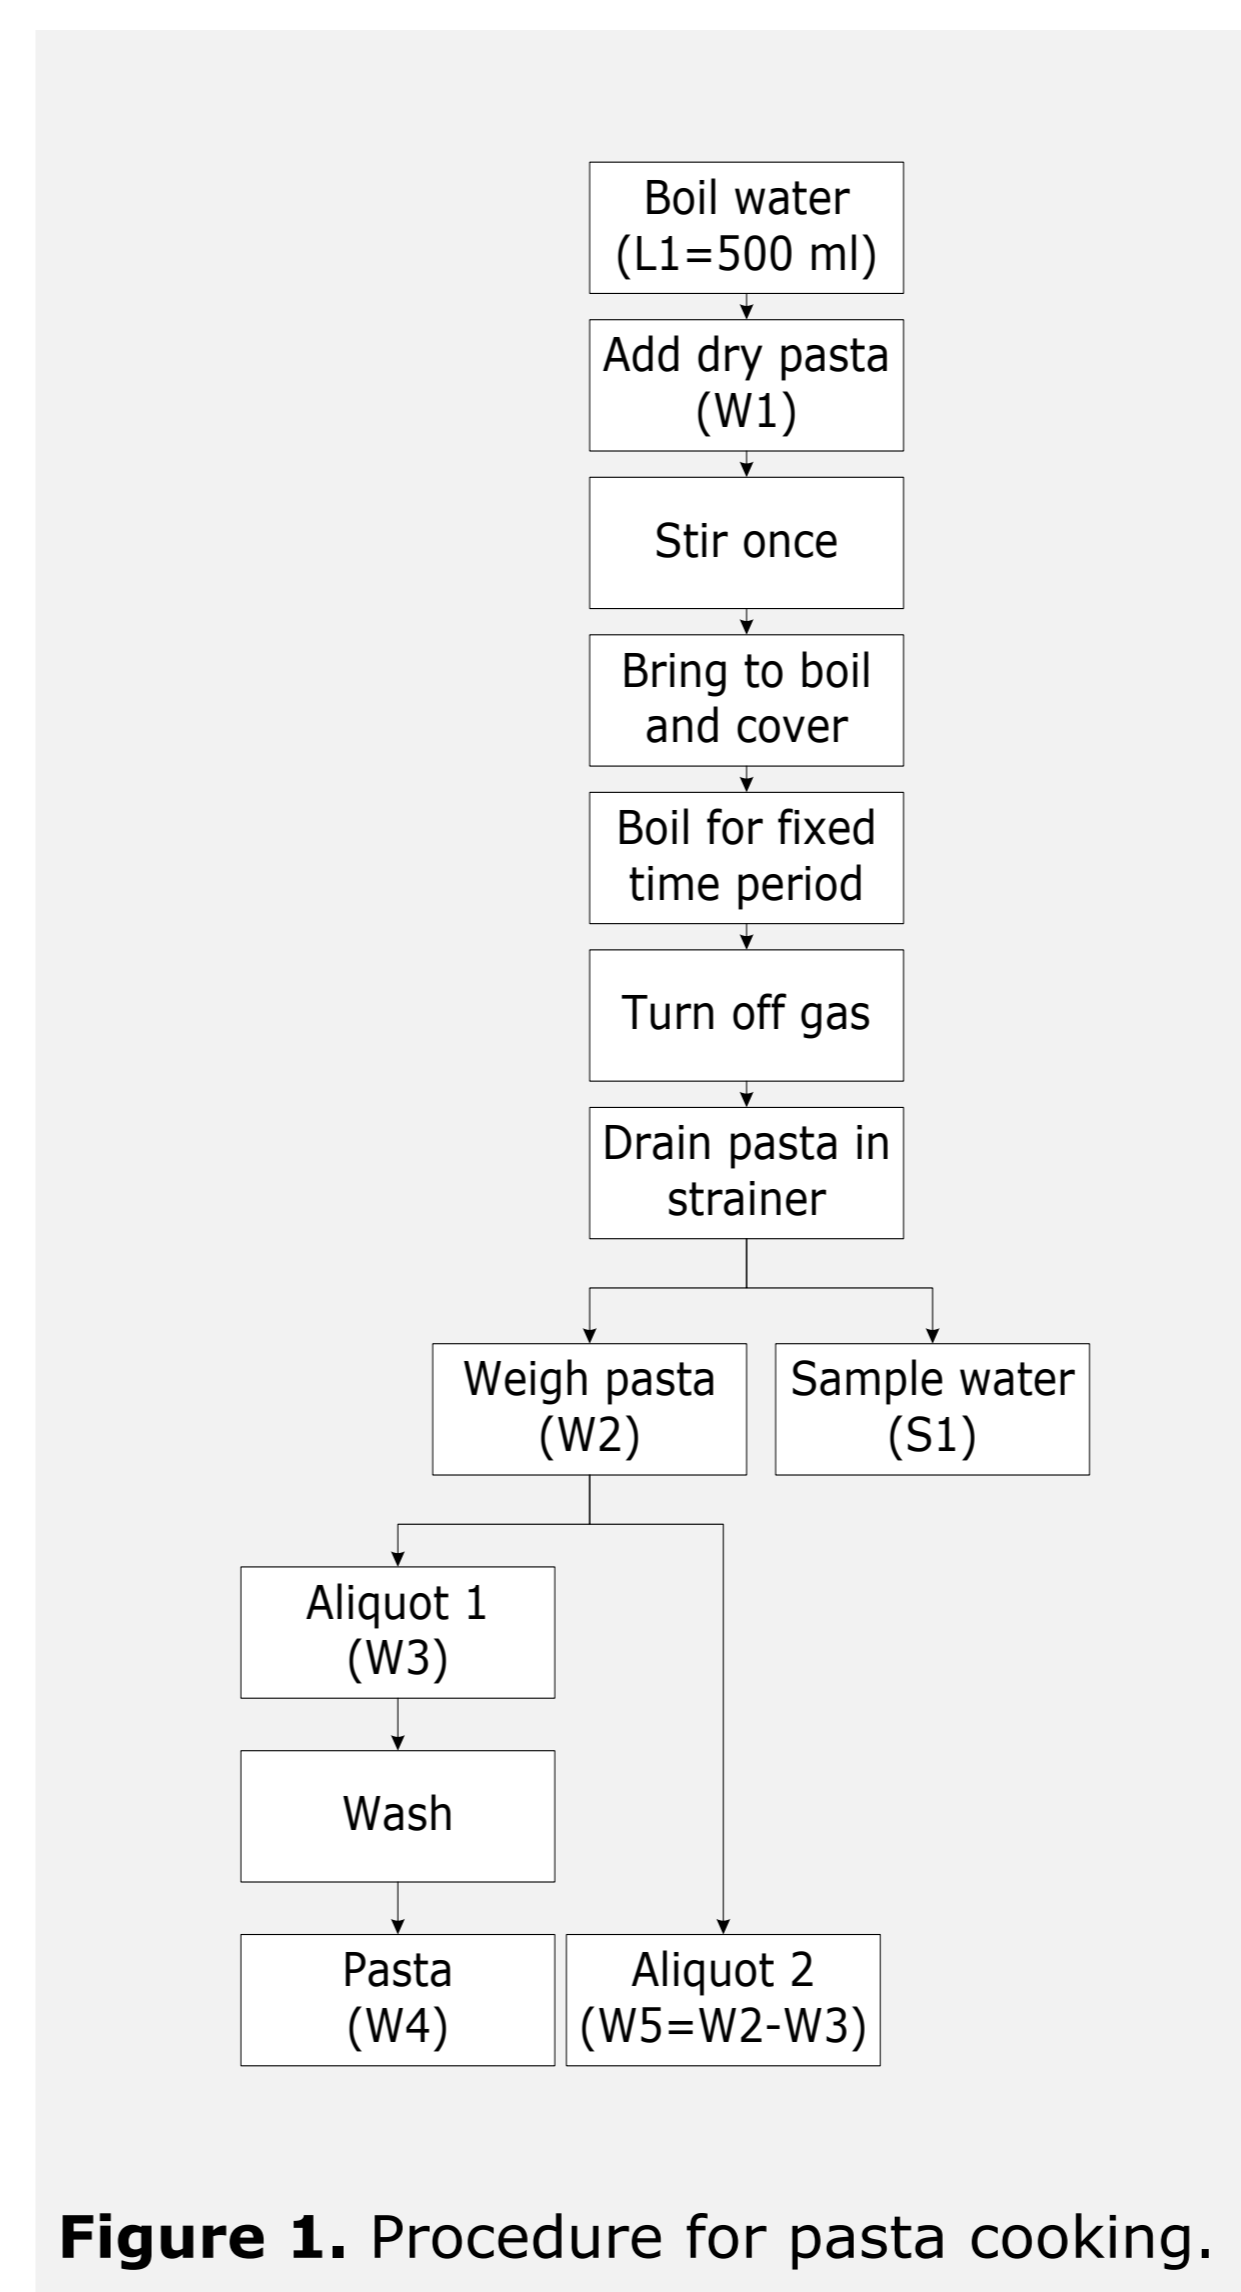 Boil water
(L1=500 ml)
Add dry pasta
(W1)
Stir once
Bring to boil
and cover
Boil for fixed
time period
Turn off gas
Drain pasta in
strainer
Weigh pasta
(W2)
Sample water
(S1)
Aliquot 1
(W3)
Wash
Pasta
(W4)
Aliquot 2
(W5=W2-W3)
Figure 1. Procedure for pasta cooking.